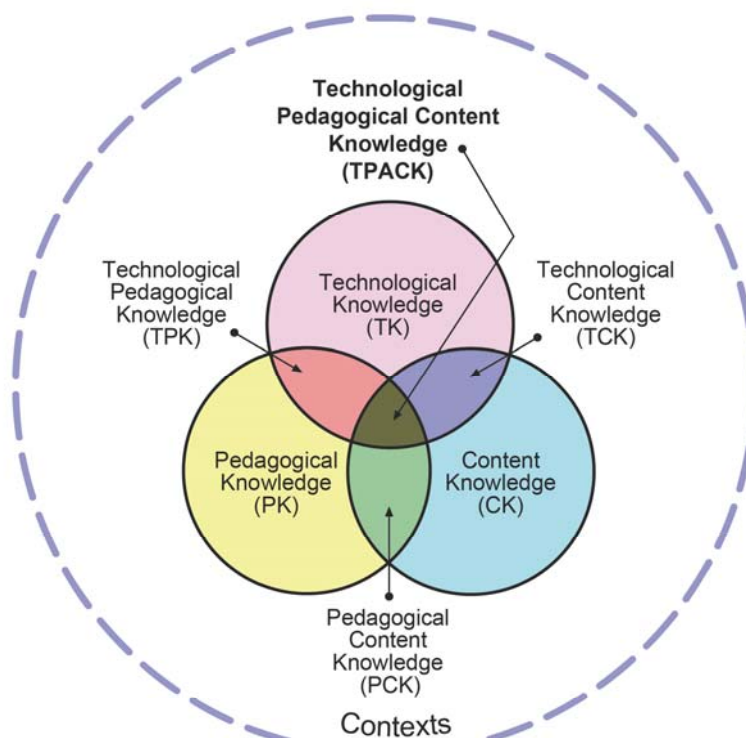 Technological
Pedagogical Content
Knowledge
(TPACK)
Technological
Pedagogical
Knowledge
(TPK)
Technological
Knowledge
(TK)
Technological
Content
Knowledge
(TCK)
Pedagogical
Knowledge
(PK)
Content
Knowledge
(CK)
Pedagogical
Content
Knowledge
(PCK)
Contexts